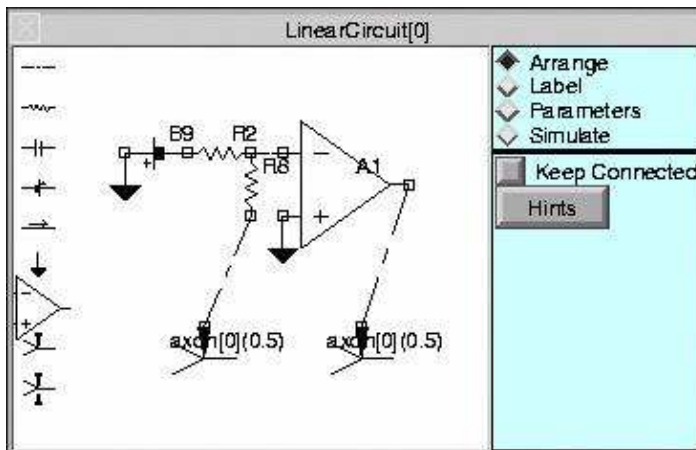 LinearCircuit[0]
Arrange
Label
Parameters
Simulate
Keep Connected
Hints
B9 R2
R8 A1
- +
+
- +
axon[0](0.5) axon[0](0.5)